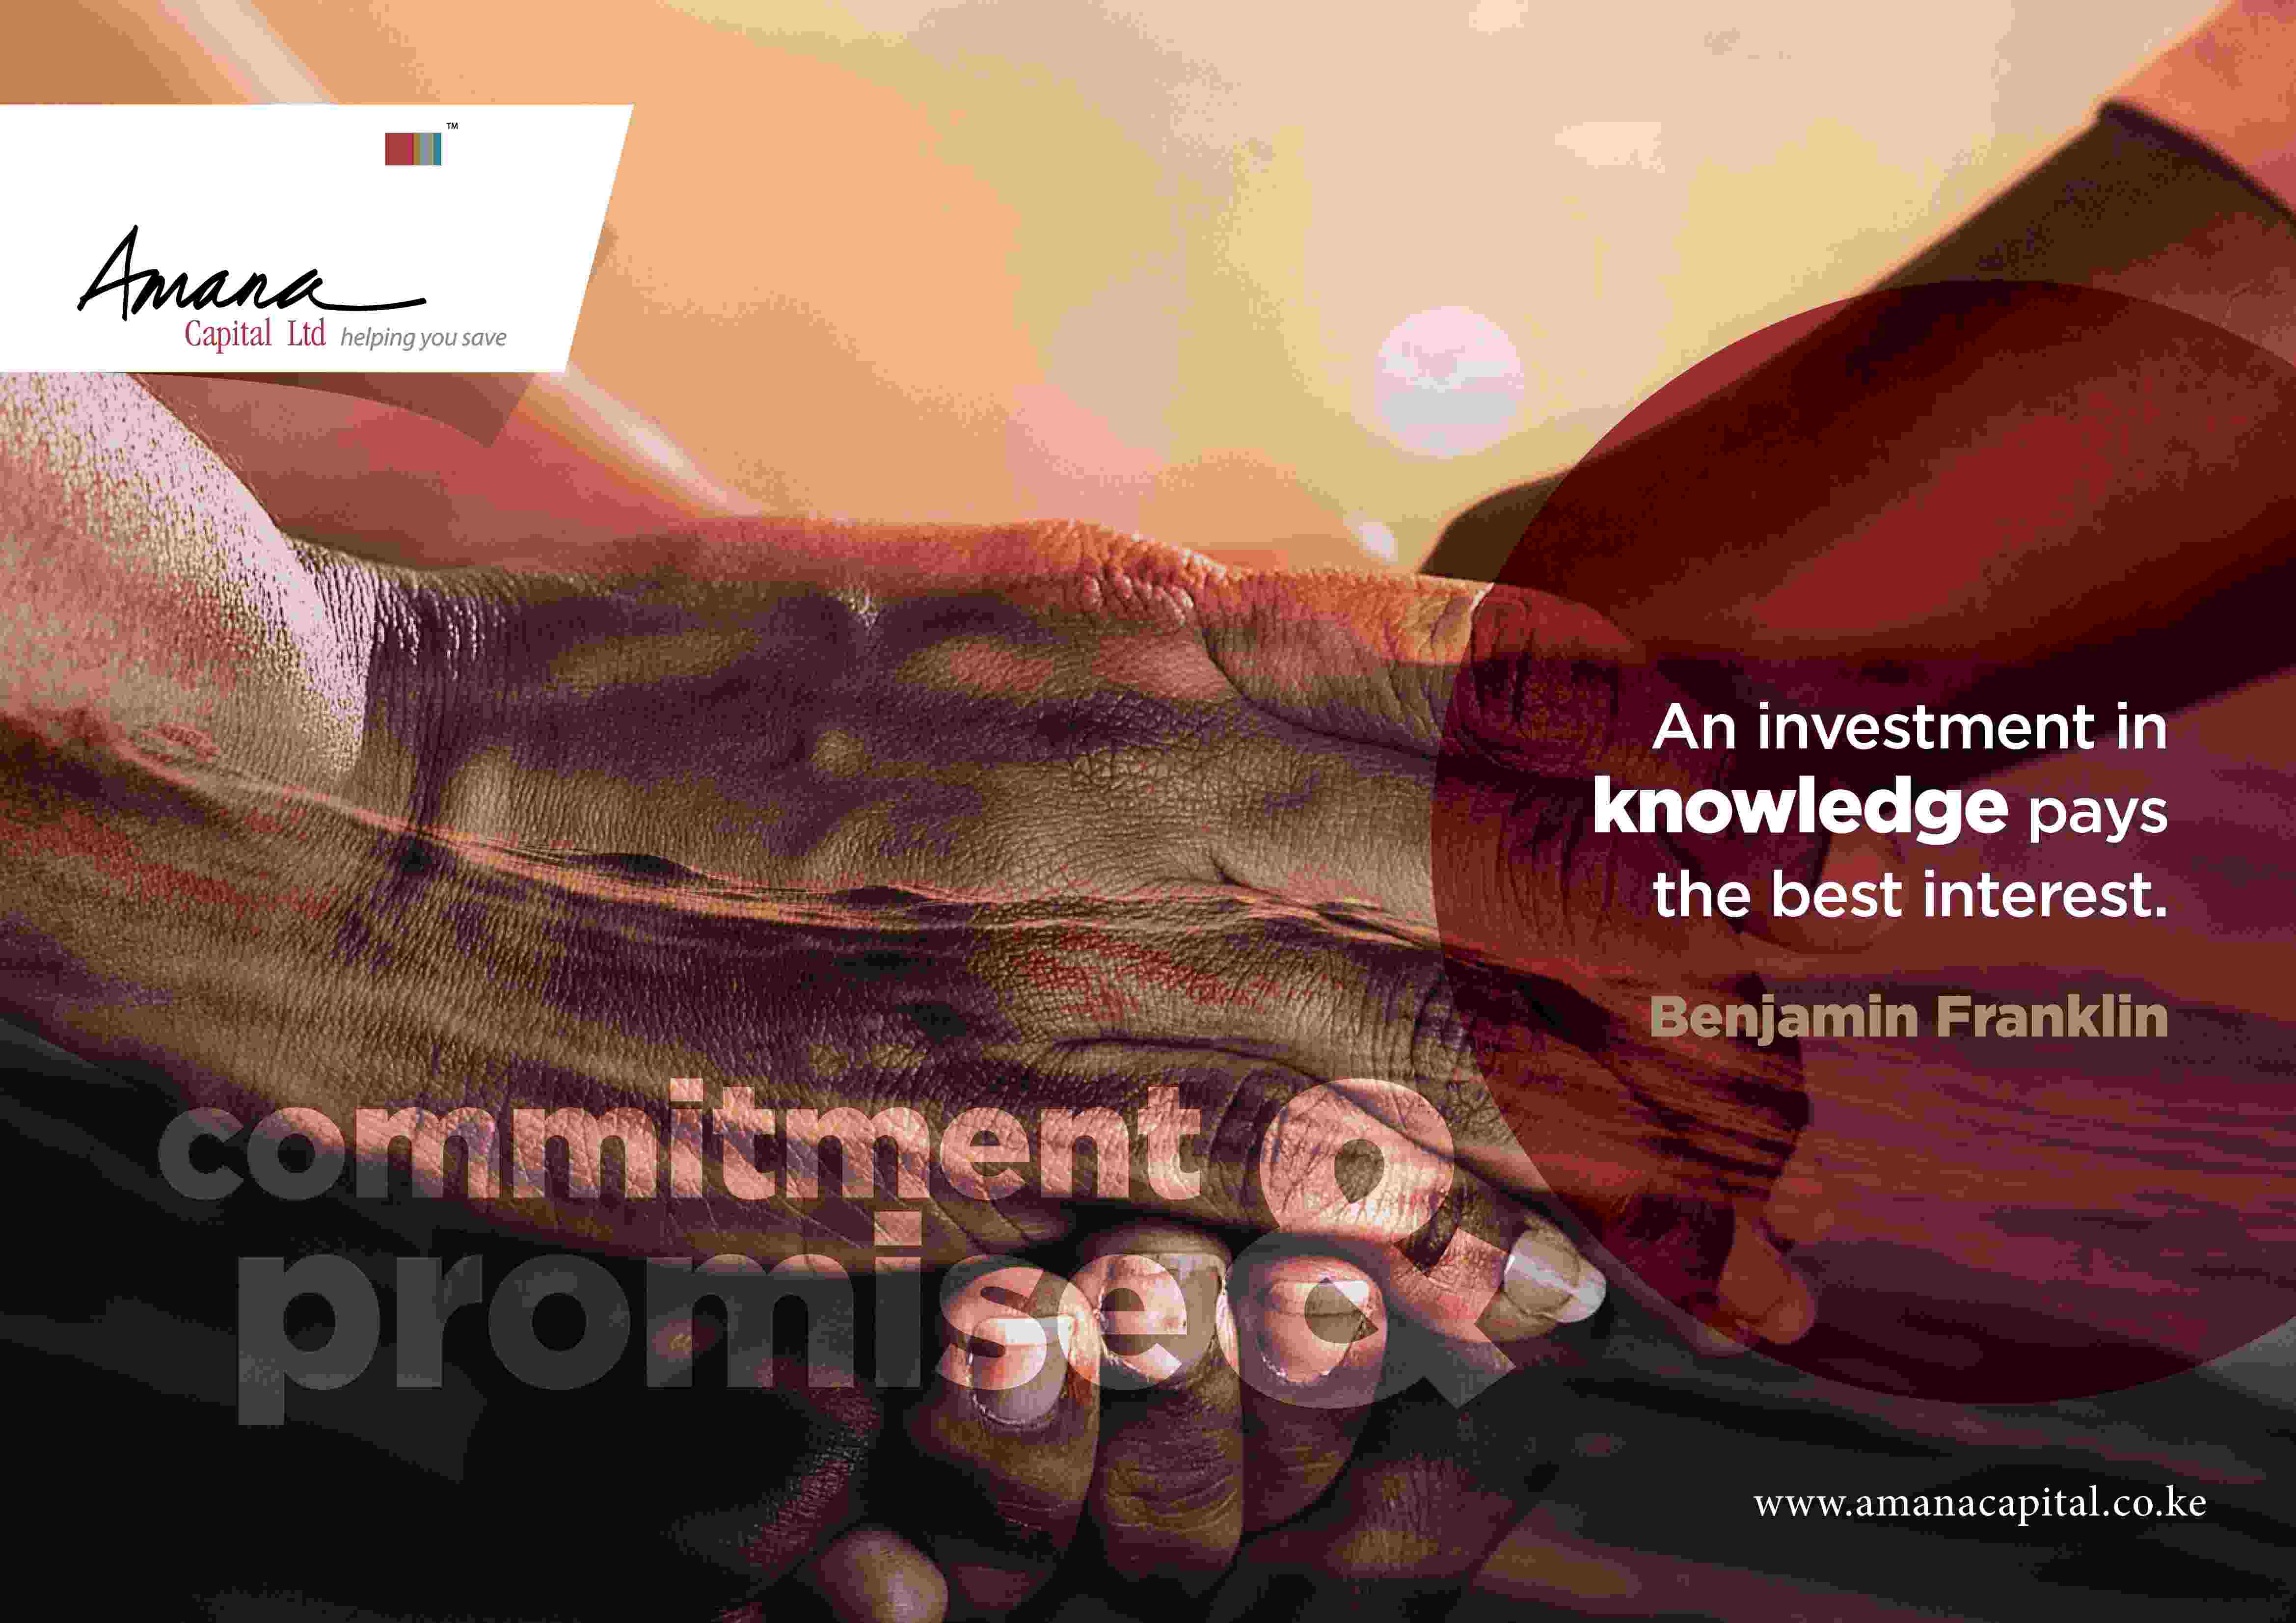 ™
Amana
Capital Ltd helping you save
An investment in
knowledge pays
the best interest.
Benjamin Franklin
commitment &
promise
www.amanacapital.co.ke